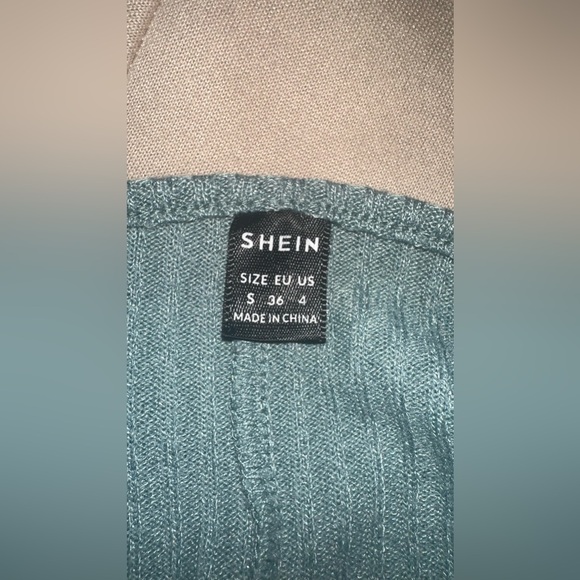 SHEIN
SIZE EU US
S 36 4
MADE IN CHINA